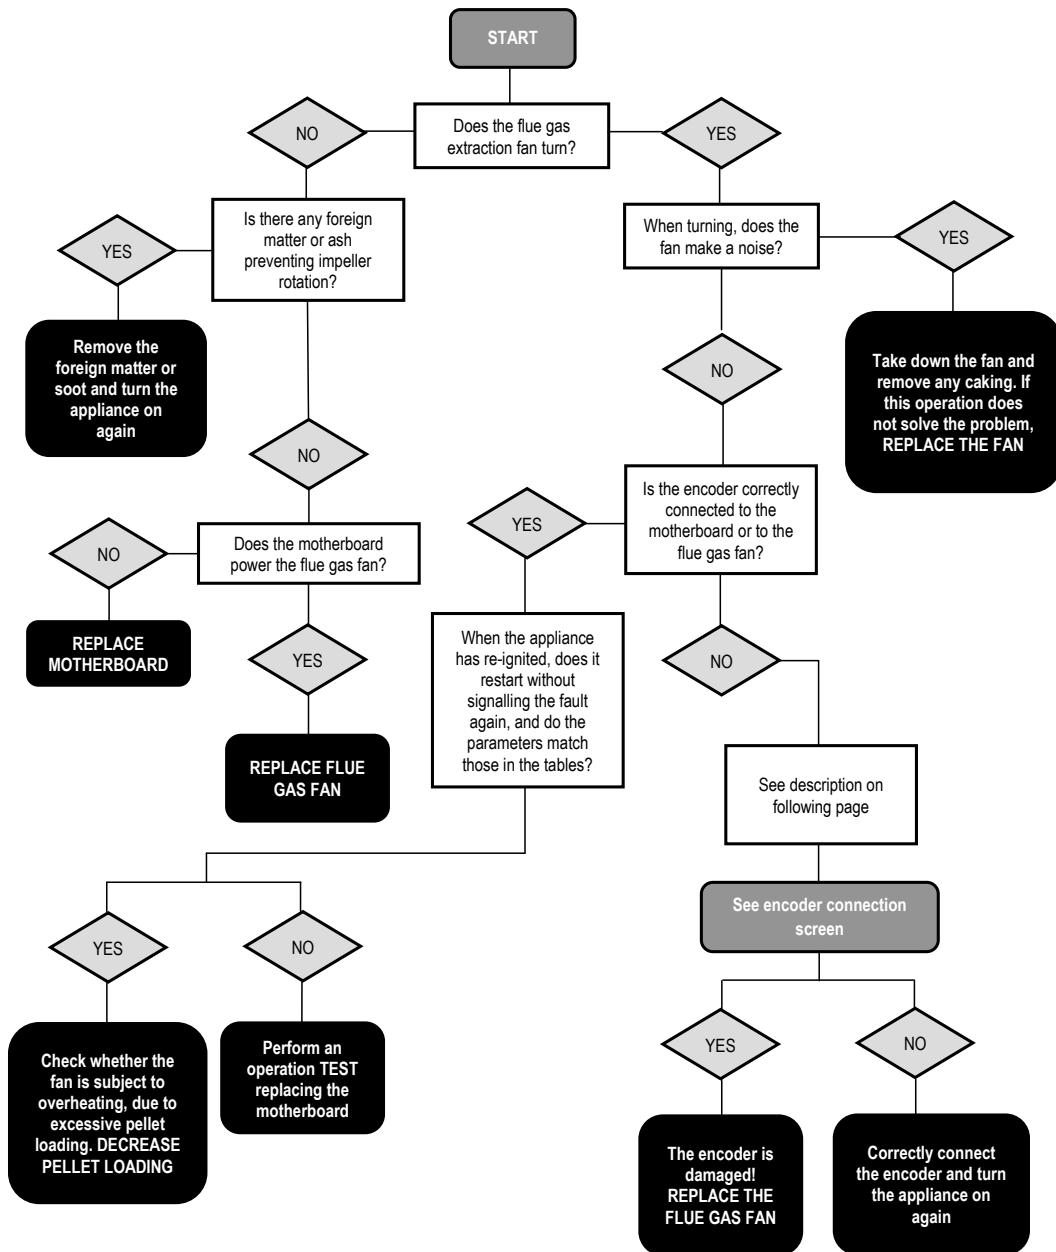 START
Does the flue gas
extraction fan turn?
NO
YES
Is there any foreign
matter or ash
preventing impeller
rotation?
When turning, does the
fan make a noise?
YES
YES
Remove the
foreign matter or
soot and turn the
appliance on
again
Take down the fan and
remove any caking. If
this operation does
not solve the problem,
REPLACE THE FAN
NO
NO
Is the encoder correctly
connected to the
motherboard or to the
flue gas fan?
YES
Does the motherboard
power the flue gas fan?
NO
REPLACE
MOTHERBOARD
YES
REPLACE FLUE
GAS FAN
When the appliance
has re-ignited, does it
restart without
signalling the fault
again, and do the
parameters match
those in the tables?
NO
See description on
following page
See encoder connection
screen
YES
NO
Check whether the
fan is subject to
overheating, due to
excessive pellet
loading. DECREASE
PELLET LOADING
Perform an
operation TEST
replacing the
motherboard
YES
NO
The encoder is
damaged!
REPLACE THE
FLUE GAS FAN
Correctly connect
the encoder and turn
the appliance on
again